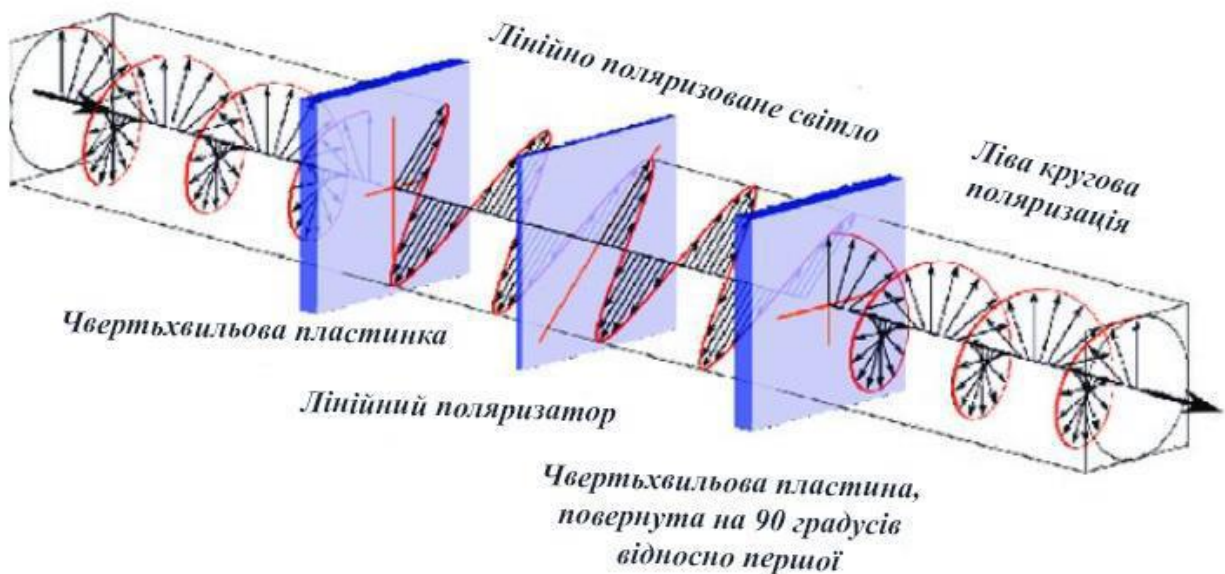 Лінійно поляризоване світло
Ліва кругова
поляризація
Чвертьхвильова пластинка
Лінійний поляризатор
Чвертьхвильова пластина,
повернута на 90 градусів
відносно першої